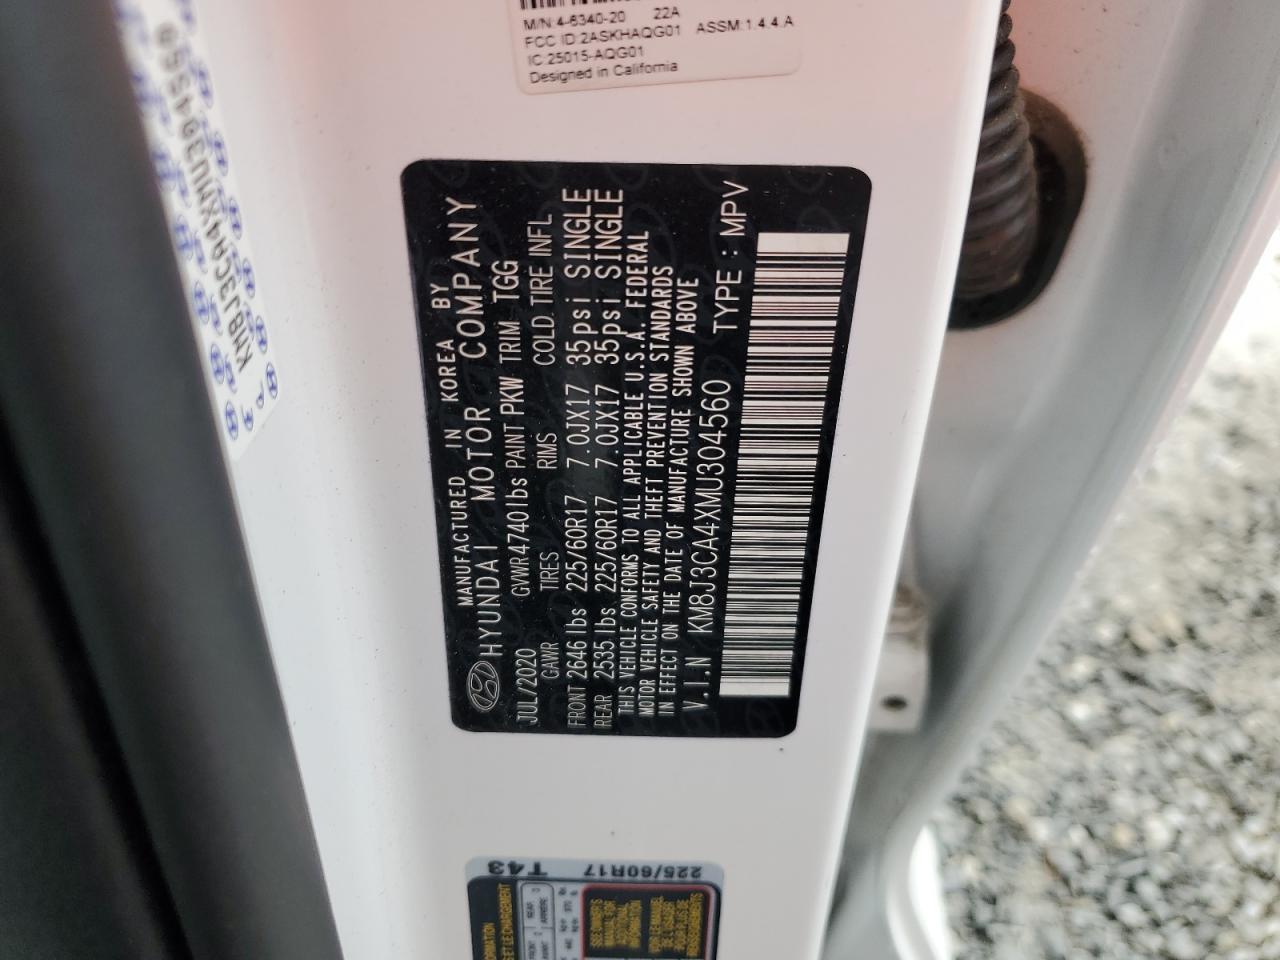 M/N:4-6340-20 22A
FCC ID:2ASKHAQG01 ASSM:1.4.4.A
IC:25015-AQG01
Designed in California
MANUFACTURED IN KOREA BY
HYUNDAI MOTOR COMPANY
JUL/2020 GVWR4740lbs PAINT PKW TRIM TGG
GAWR TIRES RIMS COLD TIRE INFL
FRONT 2646lbs 225/60R17 7.0JX17 35psi SINGLE
REAR 2535 lbs 225/60R17 7.0JX17 35psi SINGLE
THIS VEHICLE CONFORMS TO ALL APPLICABLE U.S.A. FEDERAL
MOTOR VEHICLE SAFETY AND THEFT PREVENTION STANDARDS
IN EFFECT ON THE DATE OF MANUFACTURE SHOWN ABOVE
V.I.N KM8J3CA4XMU304560 TYPE : MPV
T43 225/60R17